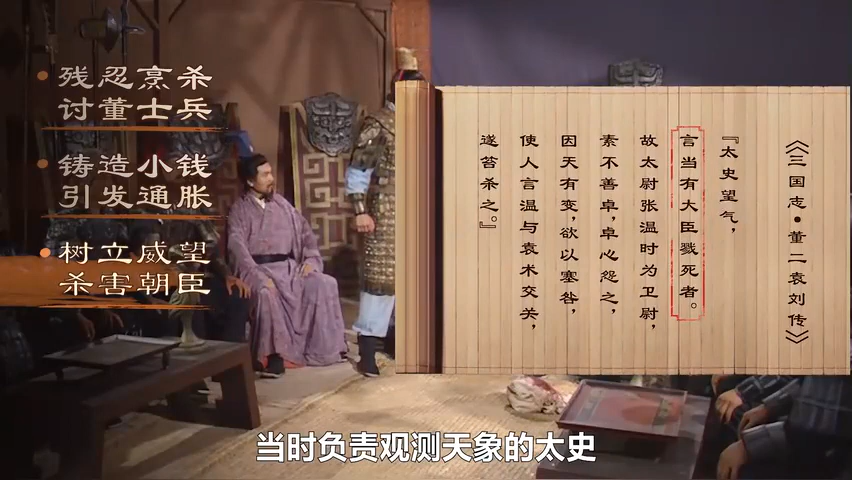 残忍烹杀
讨董士兵
铸造小钱
引发通胀
树立威望
杀害朝臣
《三国志•董二袁刘传》
『太史望气，
言当有大臣戮死者。
故太尉张温时为卫尉，
素不善卓，卓心怨之，
因天有变，欲以塞咎，
使人言温与袁术交关，
遂笞杀之。』
当时负责观测天象的太史